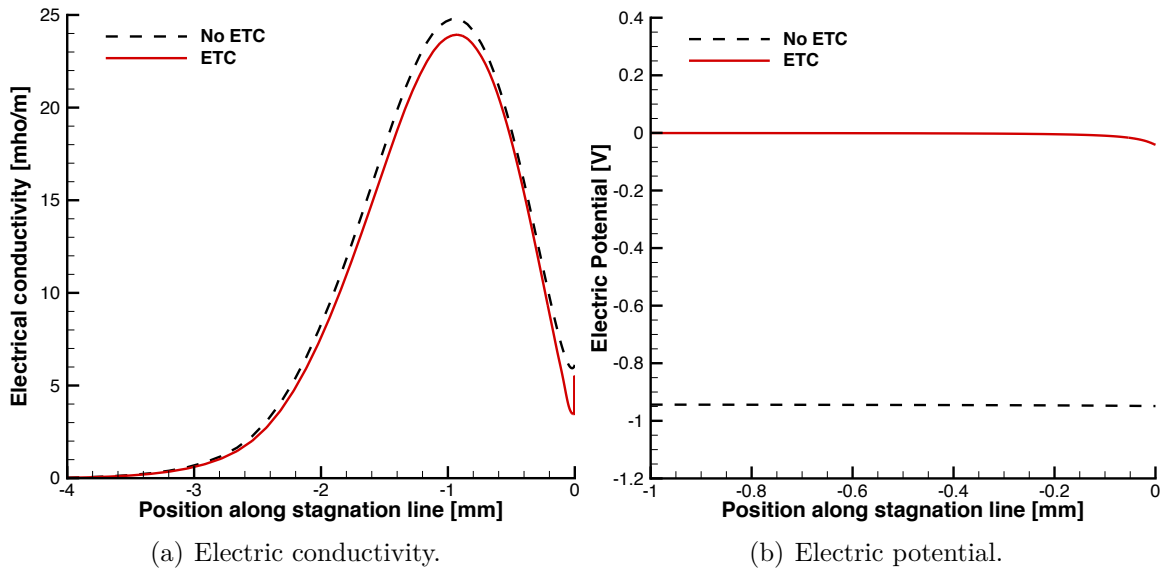 No ETC
ETC
Electrical conductivity [mho/m]
25
20
15
10
5
0
-4
-3
-2
-1
0
Position along stagnation line [mm]
(a) Electric conductivity.
No ETC
ETC
Electric Potential [V]
0.4
0.2
0
-0.2
-0.4
-0.6
-0.8
-1
-1.2
-1
-0.8
-0.6
-0.4
-0.2
0
Position along stagnation line [mm]
(b) Electric potential.